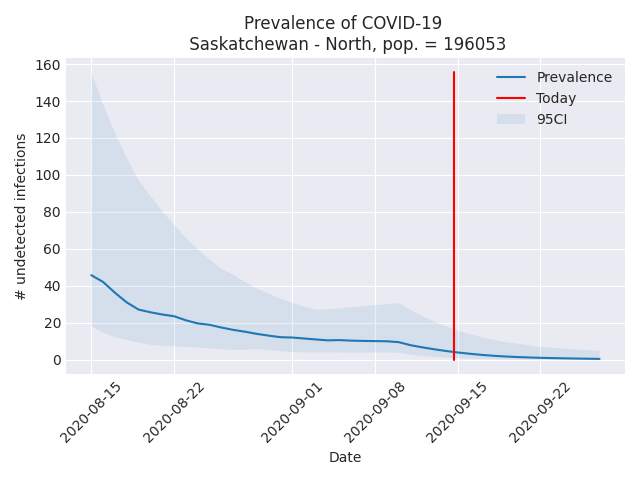 Prevalence of COVID-19
Saskatchewan - North, pop. = 196053
# undetected infections
160
140
120
100
80
60
40
20
0
Prevalence
Today
95CI
2020-08-15
2020-08-22
2020-09-01
2020-09-08
2020-09-15
2020-09-22
Date